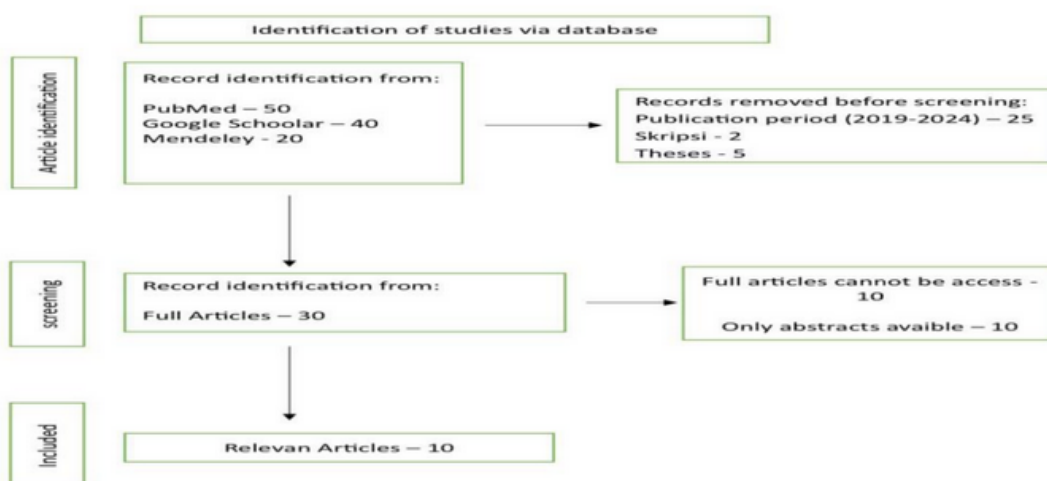 Identification of studies via database
Article identification
Record identification from:
PubMed – 50
Google Schoolar – 40
Mendeley - 20
Records removed before screening:
Publication period (2019-2024) – 25
Skripsi - 2
Theses - 5
screening
Record identification from:
Full Articles – 30
Full articles cannot be access -
10
Only abstracts avaible – 10
Included
Relevan Articles – 10